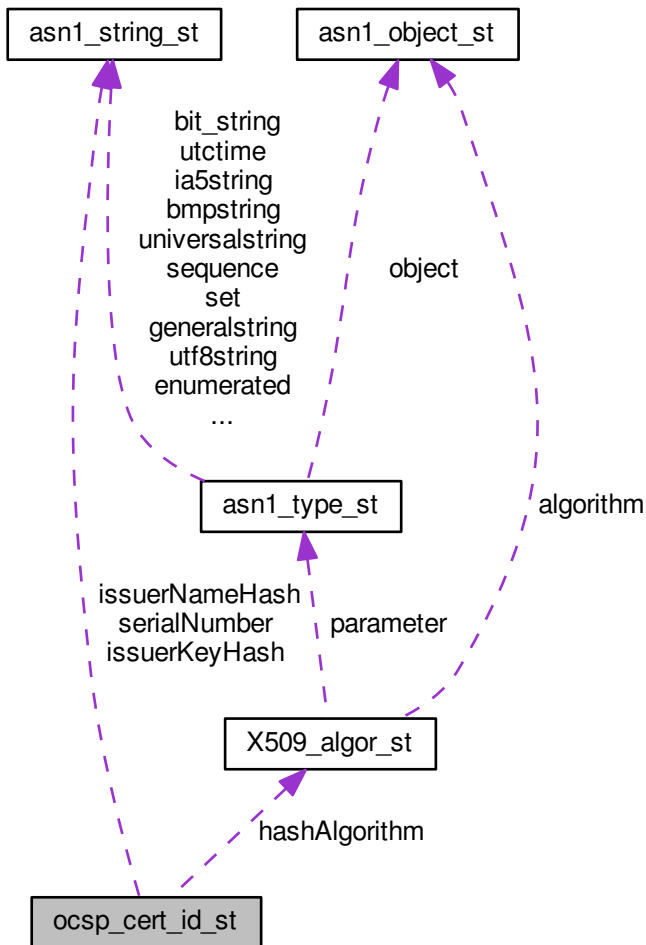 asn1_string_st
asn1_object_st
bit_string
utctime
ia5string
bmpstring
universalstring
sequence
set
generalstring
utf8string
enumerated
...
object
asn1_type_st
algorithm
issuerNameHash
serialNumber
issuerKeyHash
parameter
X509_algor_st
hashAlgorithm
ocsp_cert_id_st